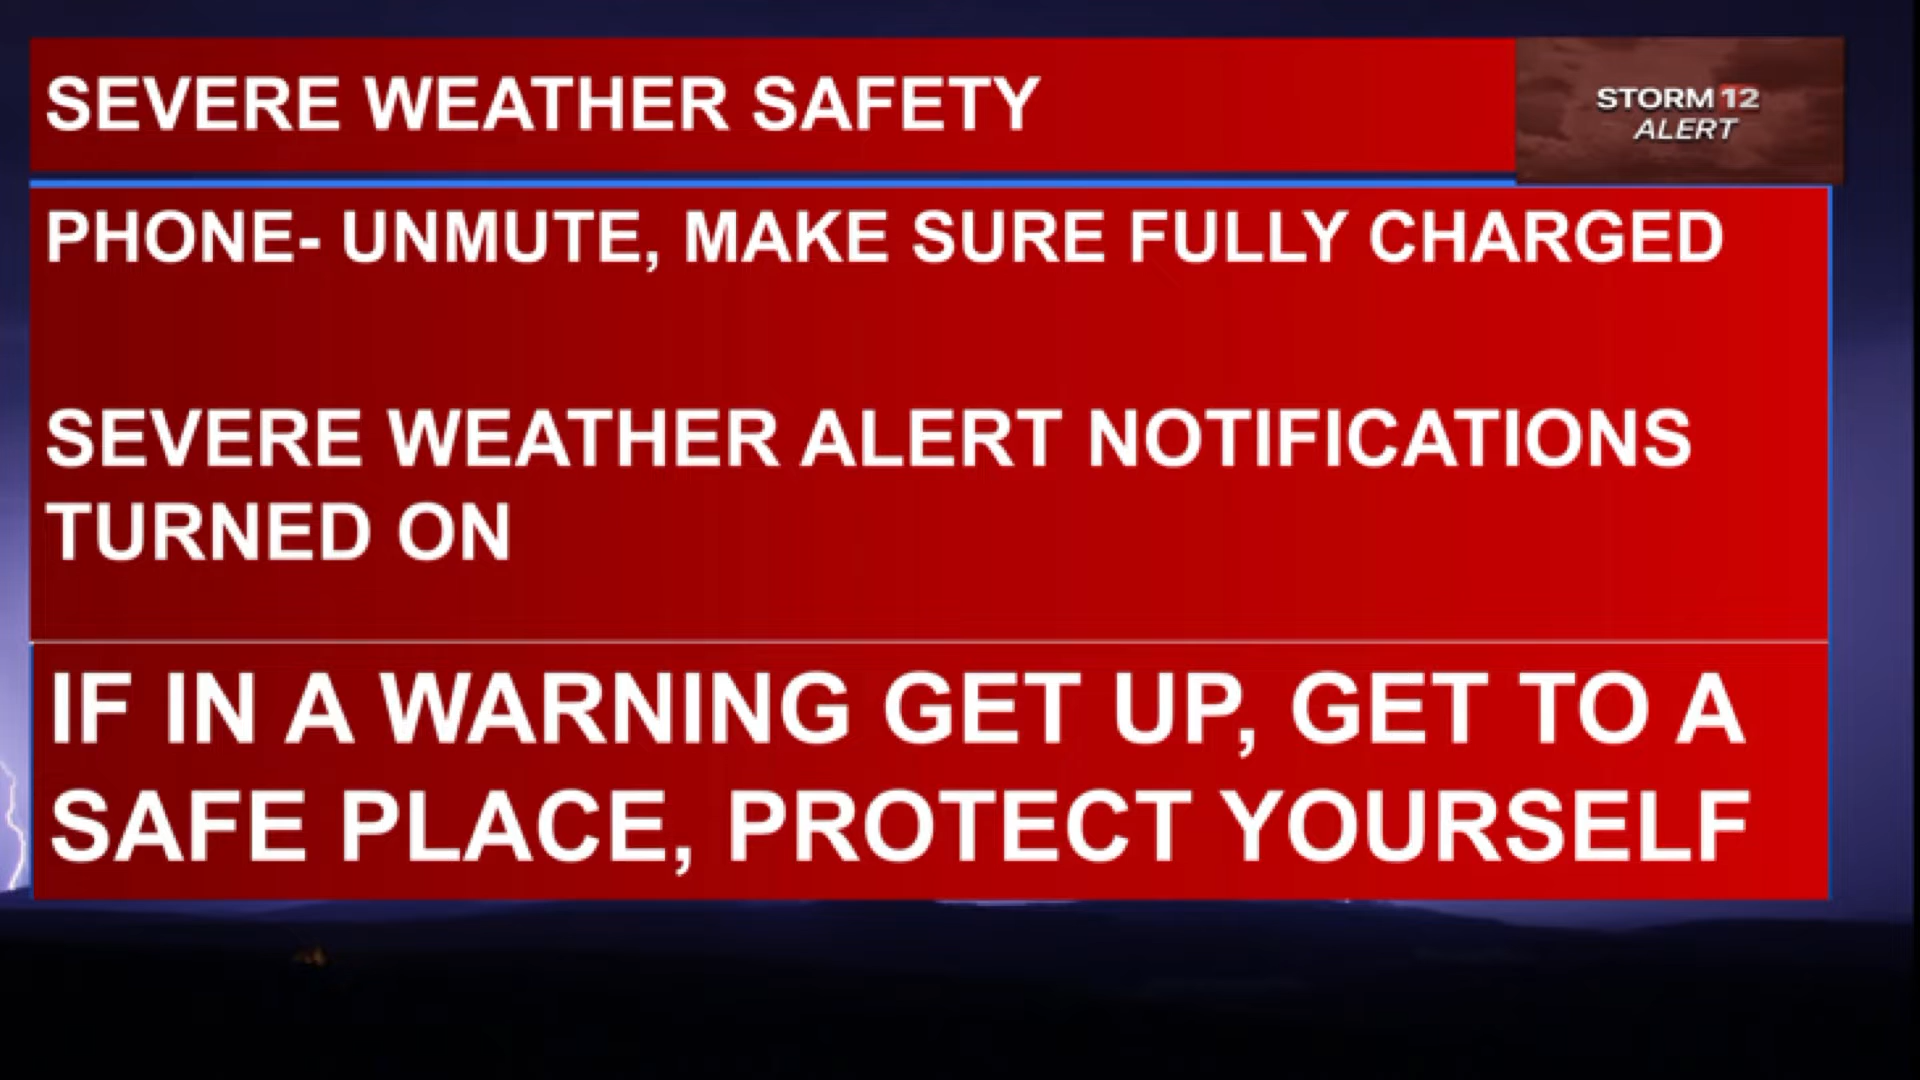 SEVERE WEATHER SAFETY
STORM 12
ALERT
PHONE- UNMUTE, MAKE SURE FULLY CHARGED
SEVERE WEATHER ALERT NOTIFICATIONS
TURNED ON
IF IN A WARNING GET UP, GET TO A
SAFE PLACE, PROTECT YOURSELF